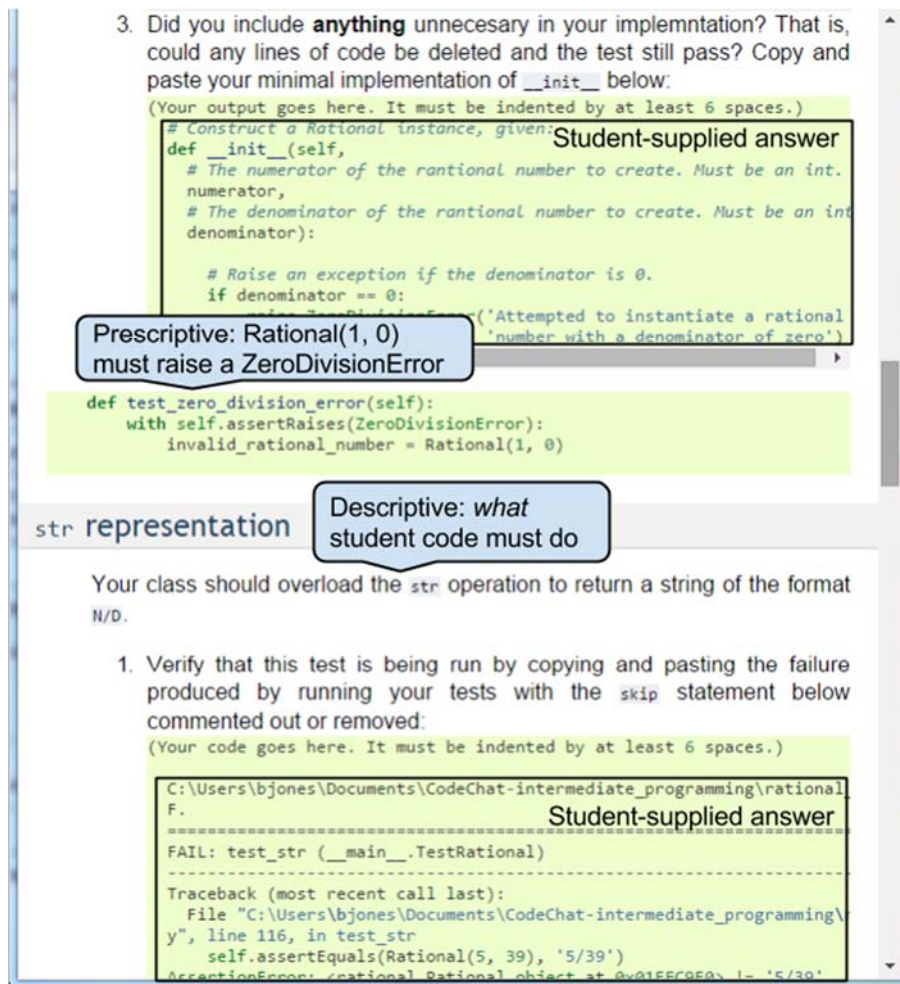 3. Did you include anything unnecesary in your implemntation? That is,
could any lines of code be deleted and the test still pass? Copy and
paste your minimal implementation of __init__ below:
(Your output goes here. It must be indented by at least 6 spaces.)
# Construct a Rational instance, given:
Student-supplied answer
def __init__(self,
# The numerator of the rantional number to create. Must be an int.
numerator,
# The denominator of the rantional number to create. Must be an int
denominator):
# Raise an exception if the denominator is 0.
if denominator == 0:
('Attempted to instantiate a rational
'number with a denominator of zero')
Prescriptive: Rational(1, 0)
must raise a ZeroDivisionError
def test_zero_division_error(self):
with self.assertRaises(ZeroDivisionError):
invalid_rational_number = Rational(1, 0)
Descriptive: what
student code must do
str representation
Your class should overload the str operation to return a string of the format
N/D.
1. Verify that this test is being run by copying and pasting the failure
produced by running your tests with the skip statement below
commented out or removed:
(Your code goes here. It must be indented by at least 6 spaces.)
C:\Users\bjones\Documents\CodeChat-intermediate_programming\rational_
F.
Student-supplied answer
======================================================================
FAIL: test_str (__main__.TestRational)
----------------------------------------------------------------------
Traceback (most recent call last):
File "C:\Users\bjones\Documents\CodeChat-intermediate_programming\
y", line 116, in test_str
self.assertEquals(Rational(5, 39), '5/39')
AssertionError: <rational.Rational object at